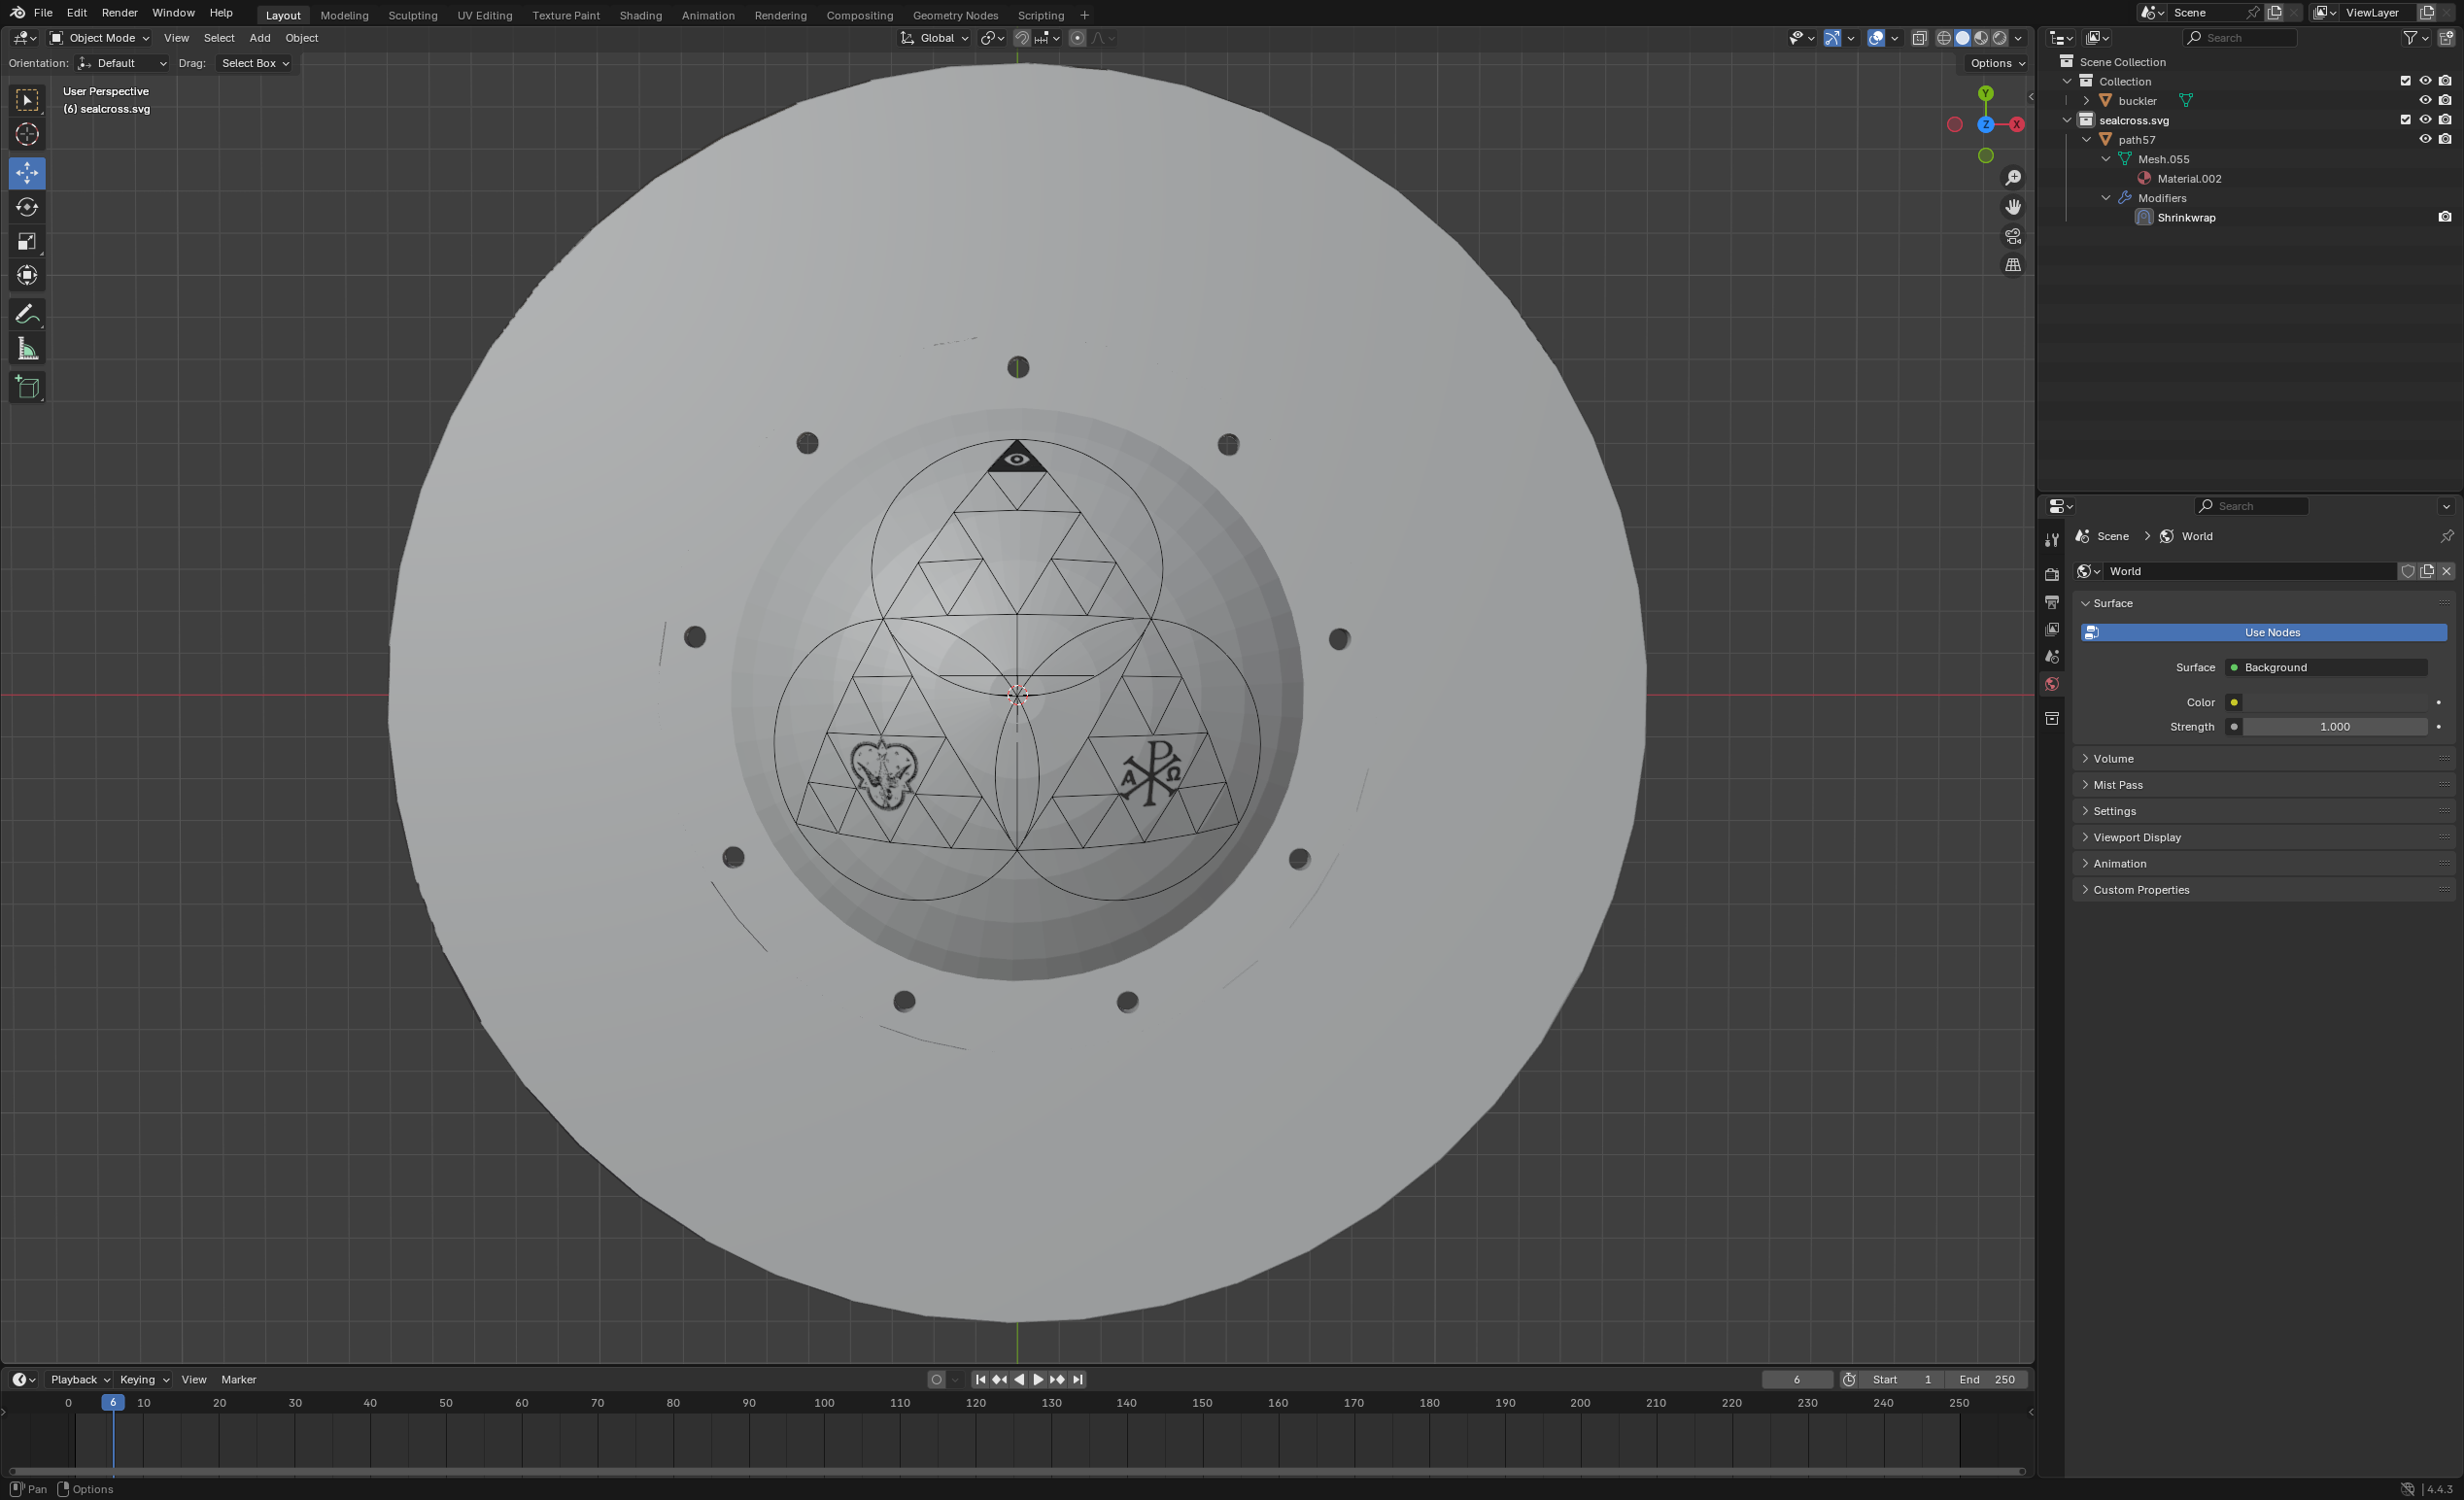 File Edit Render Window Help Layout Modeling Sculpting UV Editing Texture Paint Shading Animation Rendering Compositing Geometry Nodes Scripting + Scene ViewLayer
Object Mode View Select Add Object Global Search
Orientation: Default Drag: Select Box Options
User Perspective
(6) sealcross.svg
Y
Z X
Scene Collection
Collection
buckler
sealcross.svg
path57
Mesh.055
Material.002
Modifiers
Shrinkwrap
Search
Scene > World
World
Surface
Use Nodes
Surface Background
Color
Strength 1.000
Volume
Mist Pass
Settings
Viewport Display
Animation
Custom Properties
P
Α Ω
Playback Keying View Marker 6 Start 1 End 250
0 6 10 20 30 40 50 60 70 80 90 100 110 120 130 140 150 160 170 180 190 200 210 220 230 240 250
Pan Options 4.4.3